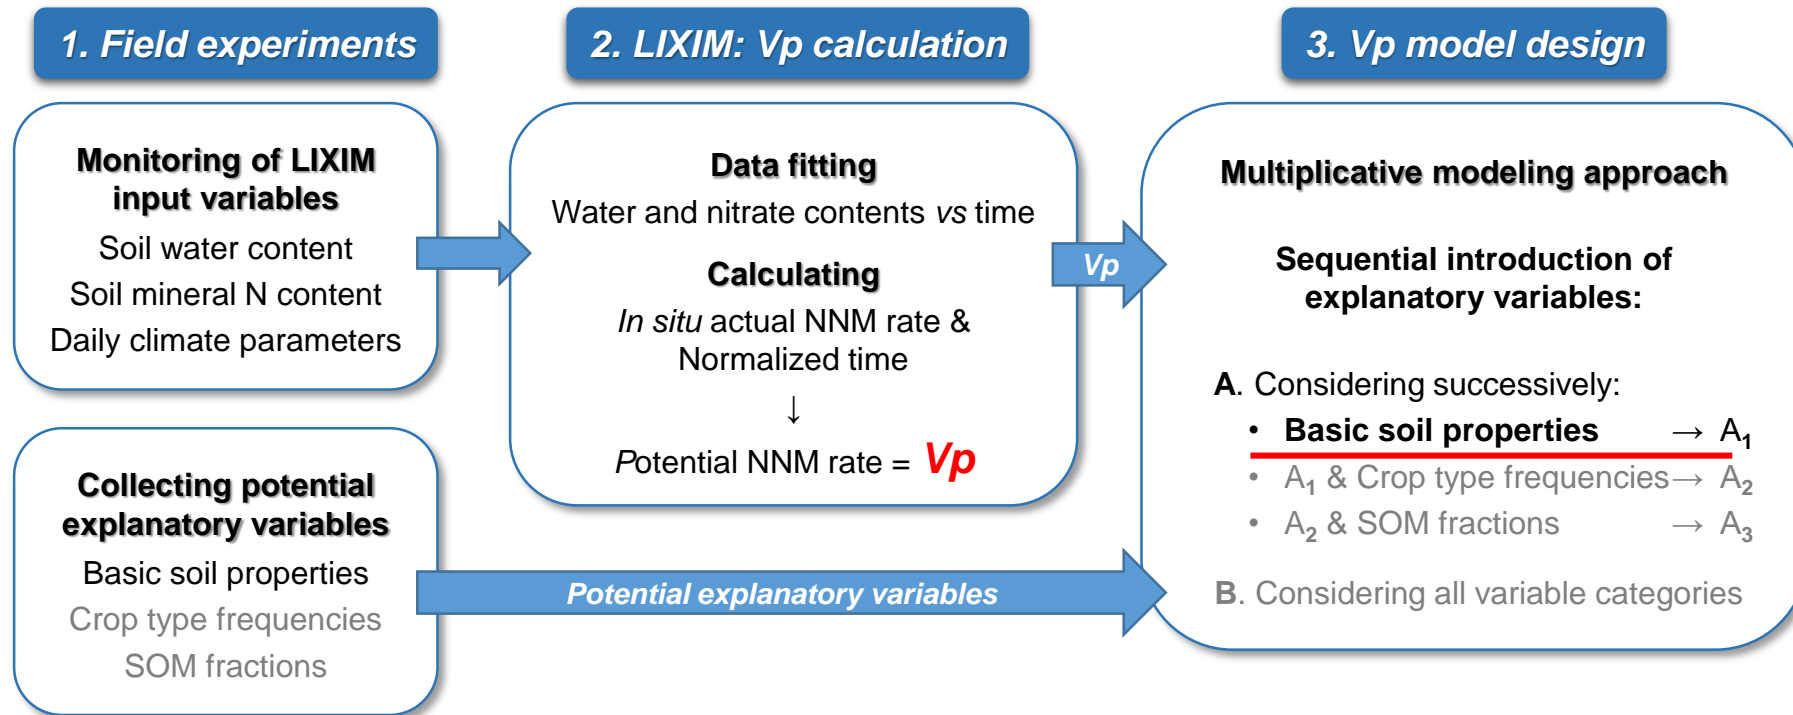 1. Field experiments
Monitoring of LIXIM
input variables
Soil water content
Soil mineral N content
Daily climate parameters
Collecting potential
explanatory variables
Basic soil properties
Crop type frequencies
SOM fractions
2. LIXIM: Vp calculation
Data fitting
Water and nitrate contents vs time
Calculating
In situ actual NNM rate &
Normalized time
↓
Potential NNM rate = Vp
Vp
Potential explanatory variables
3. Vp model design
Multiplicative modeling approach
Sequential introduction of
explanatory variables:
A. Considering successively:
• Basic soil properties → A₁
• A₁ & Crop type frequencies → A₂
• A₂ & SOM fractions → A₃
B. Considering all variable categories